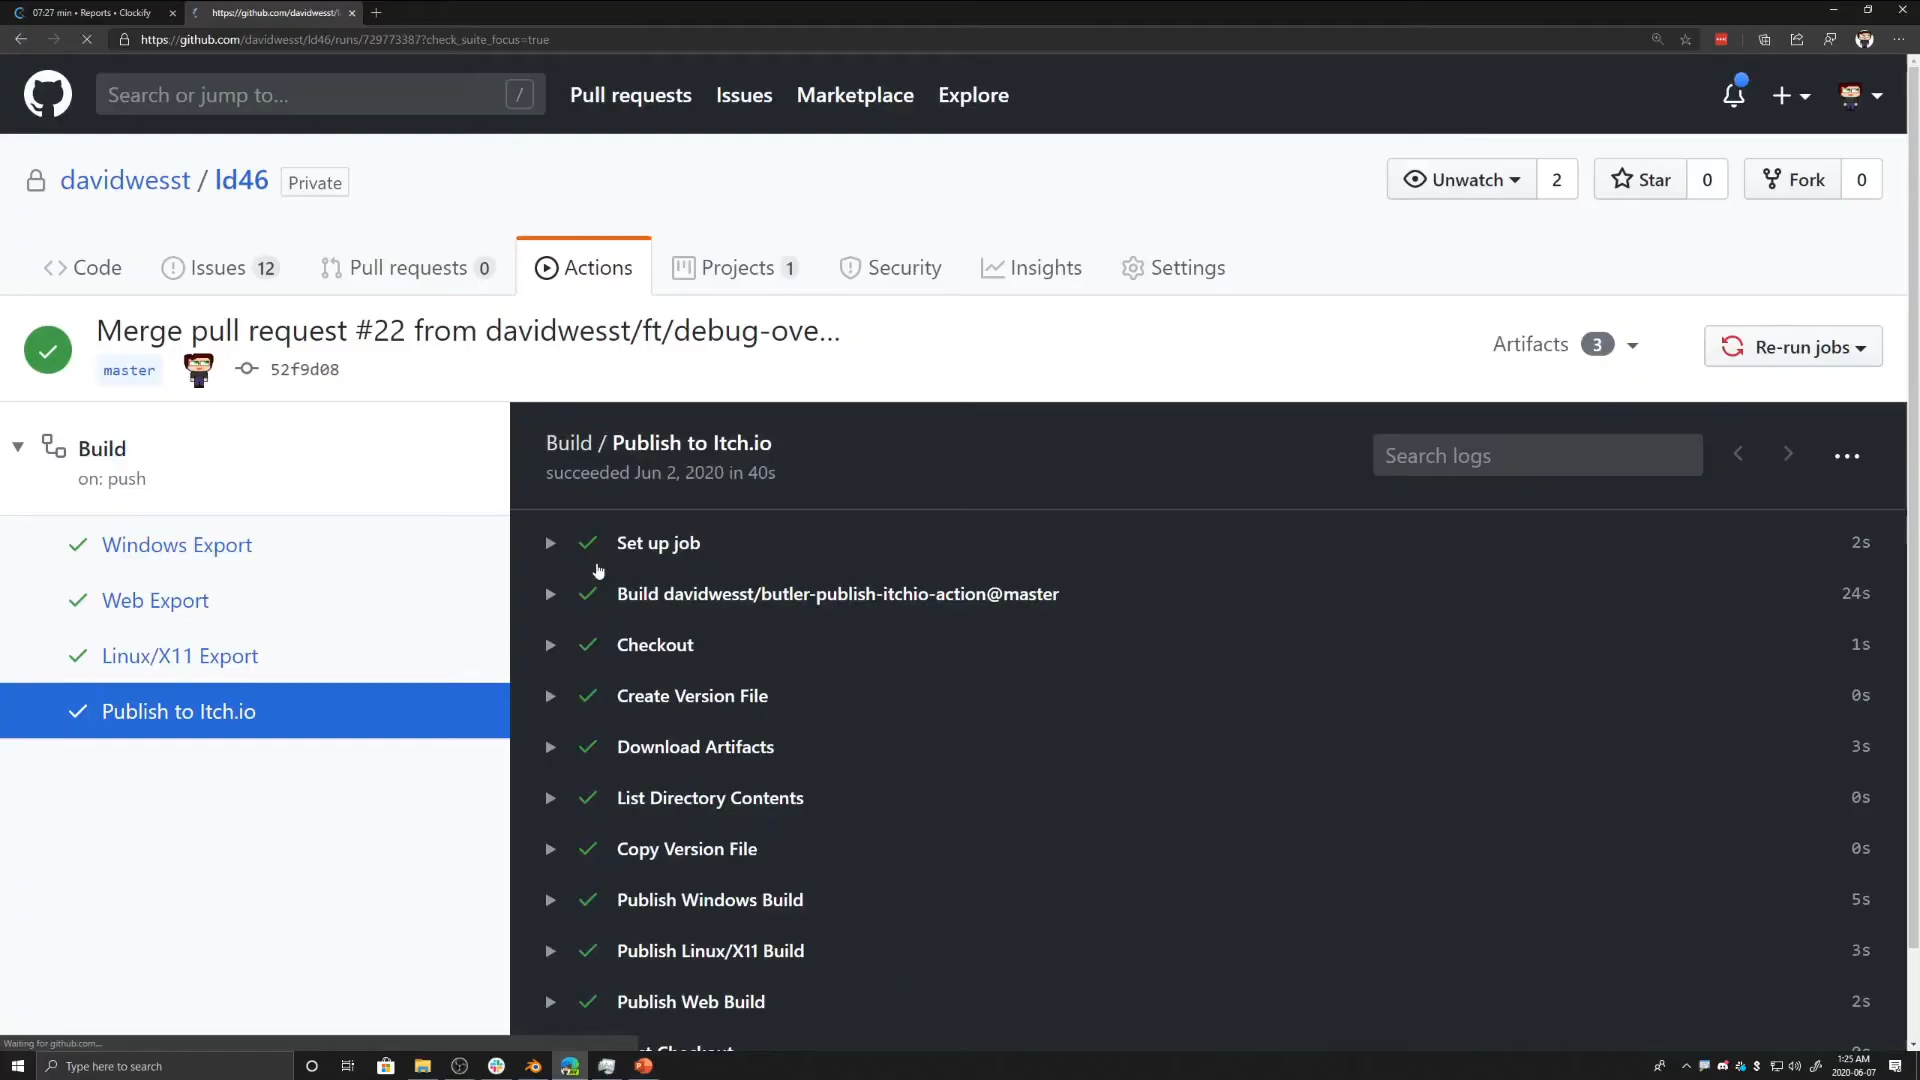 07:27 min • Reports • Clockify
https://github.com/davidwesst/l
https://github.com/davidwesst/ld46/runs/729773387?check_suite_focus=true
Search or jump to... /
Pull requests Issues Marketplace Explore
davidwesst / ld46 Private
Unwatch 2 Star 0 Fork 0
Code Issues 12 Pull requests 0 Actions Projects 1 Security Insights Settings
Merge pull request #22 from davidwesst/ft/debug-ove...
master 52f9d08
Artifacts 3
Re-run jobs
Build
on: push
Windows Export
Web Export
Linux/X11 Export
Publish to Itch.io
Build / Publish to Itch.io
succeeded Jun 2, 2020 in 40s
Search logs
Set up job 2s
Build davidwesst/butler-publish-itchio-action@master 24s
Checkout 1s
Create Version File 0s
Download Artifacts 3s
List Directory Contents 0s
Copy Version File 0s
Publish Windows Build 5s
Publish Linux/X11 Build 3s
Publish Web Build 2s
Waiting for github.com...
Type here to search
1:25 AM
2020-06-07